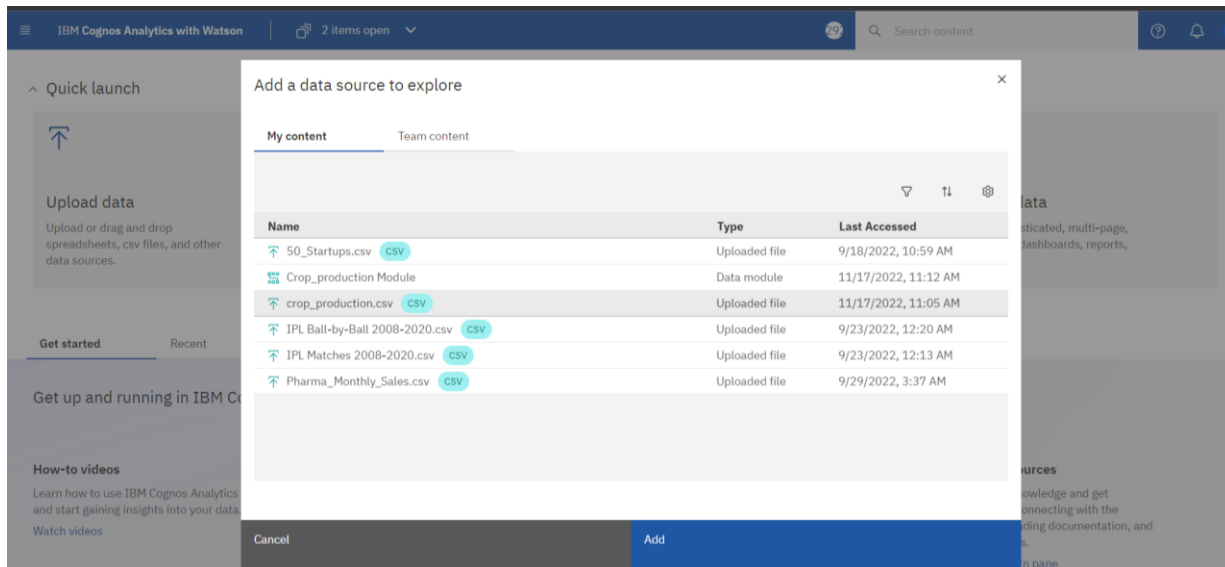 IBM Cognos Analytics with Watson
2 items open
29
Search content
Quick launch
Upload data
Upload or drag and drop
spreadsheets, csv files, and other
data sources.
Get started Recent
Get up and running in IBM
How-to videos
Learn how to use IBM Cognos Analytics
and start gaining insights into your data.
Watch videos
Add a data source to explore
My content Team content
Name Type Last Accessed
50_Startups.csv CSV Uploaded file 9/18/2022, 10:59 AM
Crop_production Module Data module 11/17/2022, 11:12 AM
crop_production.csv CSV Uploaded file 11/17/2022, 11:05 AM
IPL Ball-by-Ball 2008-2020.csv CSV Uploaded file 9/23/2022, 12:20 AM
IPL Matches 2008-2020.csv CSV Uploaded file 9/23/2022, 12:13 AM
Pharma_Monthly_Sales.csv CSV Uploaded file 9/29/2022, 3:37 AM
Cancel Add
multi-page,
dashboards, reports,
and get
connecting with the
documentation, and
pane